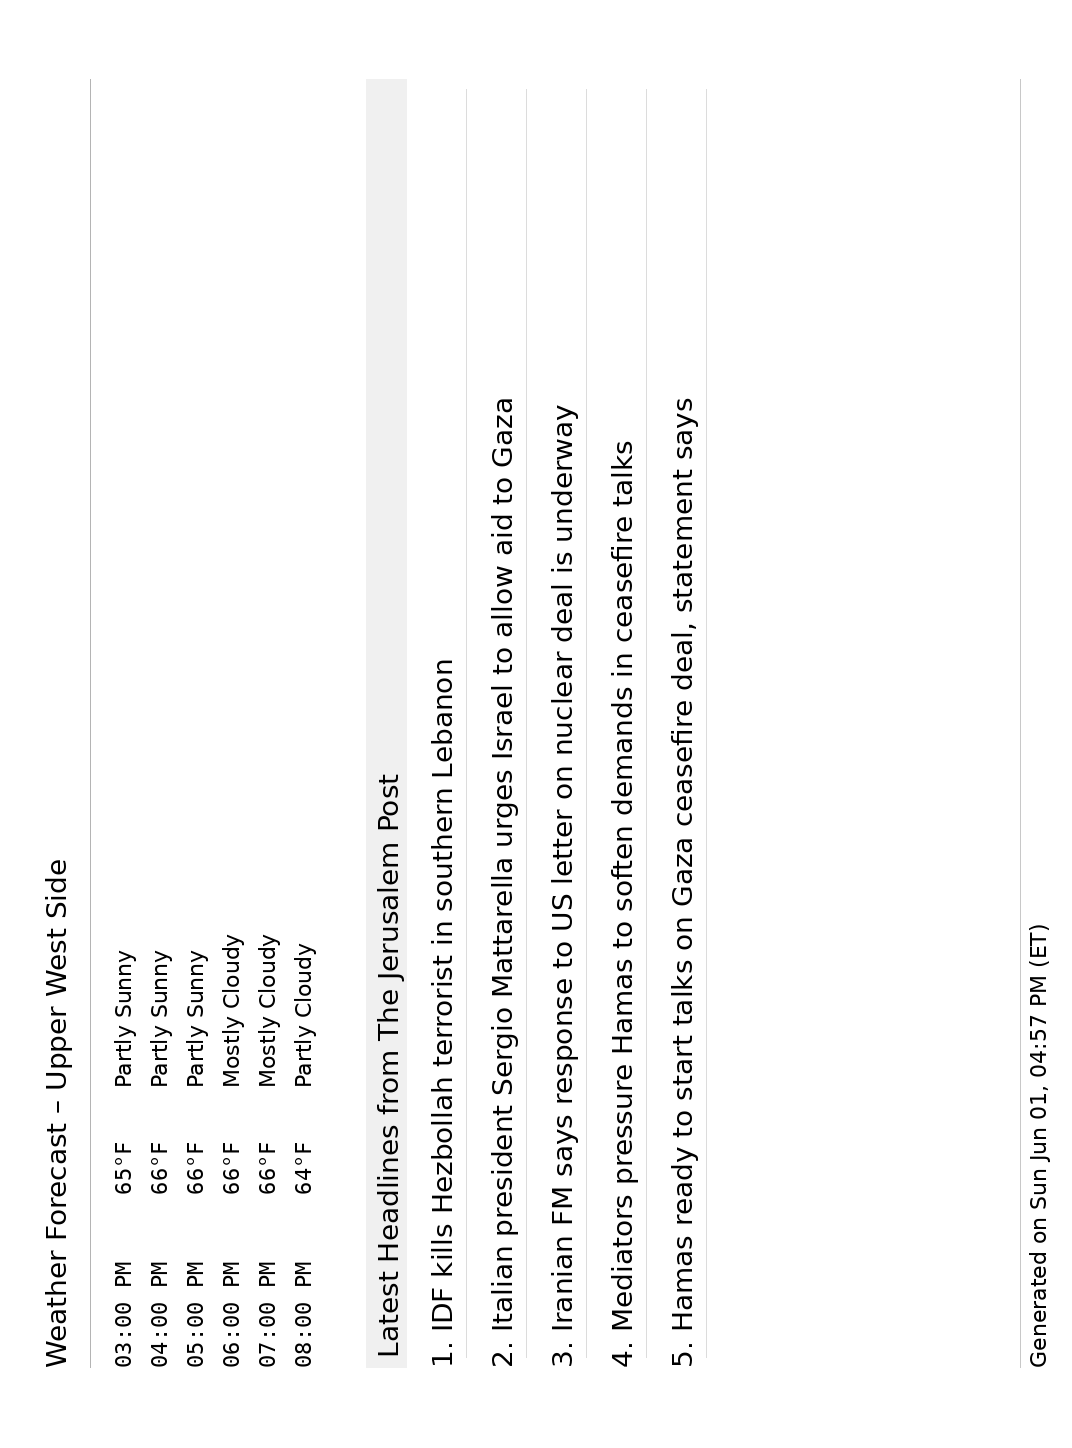 Weather Forecast – Upper West Side
03:00 PM 65°F Partly Sunny
04:00 PM 66°F Partly Sunny
05:00 PM 66°F Partly Sunny
06:00 PM 66°F Mostly Cloudy
07:00 PM 66°F Mostly Cloudy
08:00 PM 64°F Partly Cloudy
Latest Headlines from The Jerusalem Post
1. IDF kills Hezbollah terrorist in southern Lebanon
2. Italian president Sergio Mattarella urges Israel to allow aid to Gaza
3. Iranian FM says response to US letter on nuclear deal is underway
4. Mediators pressure Hamas to soften demands in ceasefire talks
5. Hamas ready to start talks on Gaza ceasefire deal, statement says
Generated on Sun Jun 01, 04:57 PM (ET)